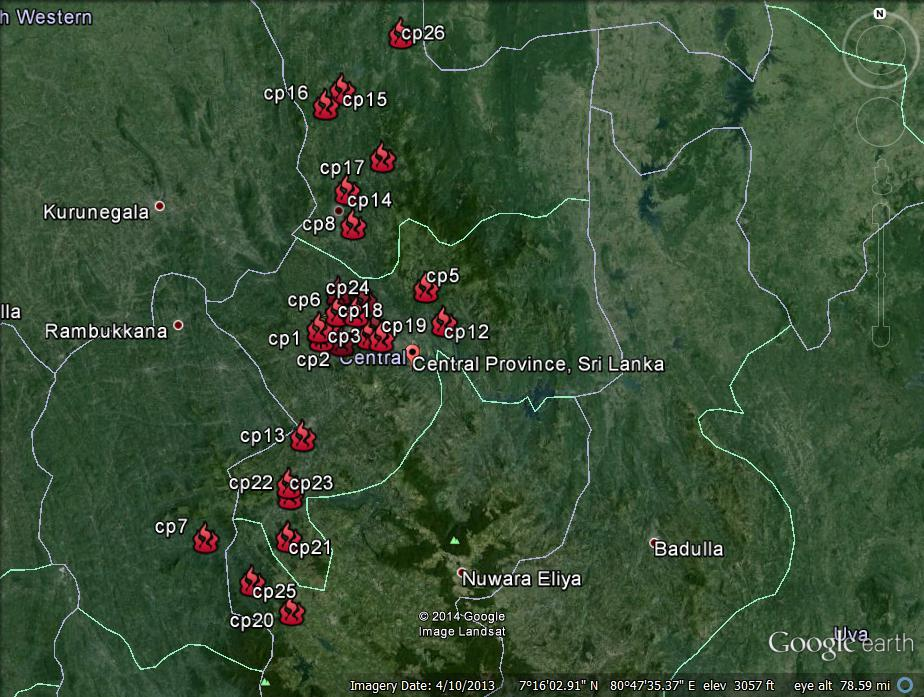 h Western
cp26
N
cp16
cp15
cp17
cp14
Kurunegala
cp8
cp5
cp24
cp6
lla
cp18
Rambukkana
cp19
cp12
cp1
cp3
cp2
Central
Central Province, Sri Lanka
cp13
cp22
cp23
cp7
cp21
Badulla
Nuwara Eliya
cp25
cp20
© 2014 Google
Image Landsat
Uva
Google earth
Imagery Date: 4/10/2013 7°16'02.91" N 80°47'35.37" E elev 3057 ft eye alt 78.59 mi